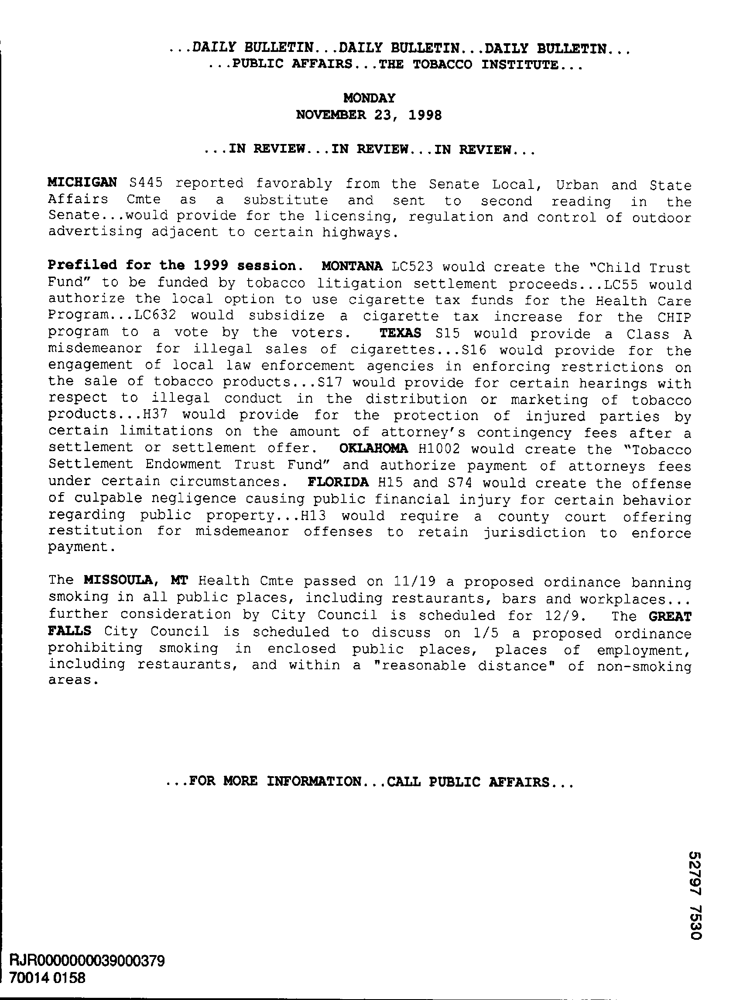 ...DAILY BULLETIN...DAILY BULLETIN...DAILY BULLETIN...
...PUBLIC AFFAIRS...THE TOBACCO INSTITUTE...
MONDAY
NOVEMBER 23, 1998
...IN REVIEW...IN REVIEW...IN REVIEW...
MICHIGAN S445 reported favorably from the Senate Local, Urban and State
Affairs Cmte as a substitute and sent to second reading in the
Senate...would provide for the licensing, regulation and control of outdoor
advertising adjacent to certain highways.
Prefiled for the 1999 session. MONTANA LC523 would create the "Child Trust
Fund" to be funded by tobacco litigation settlement proceeds...LC55 would
authorize the local option to use cigarette tax funds for the Health Care
Program...LC632 would subsidize a cigarette tax increase for the CHIP
program to a vote by the voters. TEXAS S15 would provide a Class A
misdemeanor for illegal sales of cigarettes...S16 would provide for the
engagement of local law enforcement agencies in enforcing restrictions on
the sale of tobacco products...S17 would provide for certain hearings with
respect to illegal conduct in the distribution or marketing of tobacco
products...H37 would provide for the protection of injured parties by
certain limitations on the amount of attorney's contingency fees after a
settlement or settlement offer. OKLAHOMA H1002 would create the "Tobacco
Settlement Endowment Trust Fund" and authorize payment of attorneys fees
under certain circumstances. FLORIDA H15 and S74 would create the offense
of culpable negligence causing public financial injury for certain behavior
regarding public property...H13 would require a county court offering
restitution for misdemeanor offenses to retain jurisdiction to enforce
payment.
The MISSOULA, MT Health Cmte passed on 11/19 a proposed ordinance banning
smoking in all public places, including restaurants, bars and workplaces...
further consideration by City Council is scheduled for 12/9. The GREAT
FALLS City Council is scheduled to discuss on 1/5 a proposed ordinance
prohibiting smoking in enclosed public places, places of employment,
including restaurants, and within a "reasonable distance" of non-smoking
areas.
...FOR MORE INFORMATION...CALL PUBLIC AFFAIRS...
52797 7530
RJR0000000039000379
70014 0158